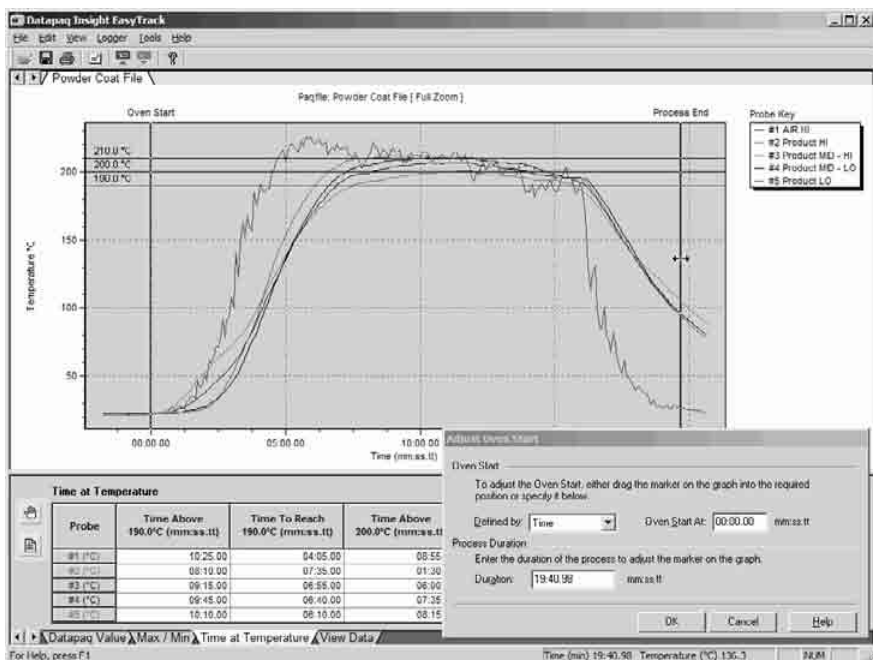 Datapaq Insight EasyTrack
File Edit View Logger Tools Help
Powder Coat File
Paqfile: Powder Coat File [ Full Zoom ]
Oven Start
Process End
Probe Key
#1 AIR HI
#2 Product HI
#3 Product MID - HI
#4 Product MID - LO
#5 Product LO
210.0 °C
200.0 °C
190.0 °C
200
150
100
50
Temperature °C
00:00.00 05:00.00 10:00.00
Time (mm:ss.tt)
Time at Temperature
Probe Time Above 190.0°C (mm:ss.tt) Time To Reach 190.0°C (mm:ss.tt) Time Above 200.0°C (mm:ss
#1 (°C) 10:25.00 04:05.00 08:55
#2 (°C) 08:10.00 07:35.00 01:30
#3 (°C) 09:15.00 06:55.00 06:00
#4 (°C) 09:45.00 06:40.00 07:35
#5 (°C) 10:10.00 06:10.00 08:15
Adjust Oven Start
Oven Start
To adjust the Oven Start, either drag the marker on the graph into the required
position or specify it below.
Defined by: Time Oven Start At: 00:00.00 mm:ss.tt
Process Duration
Enter the duration of the process to adjust the marker on the graph.
Duration: 19:40.98 mm:ss.tt
OK Cancel Help
Datapaq Value Max / Min Time at Temperature View Data
For Help, press F1
Time (min) 19:40.98 Temperature (°C) 136.3 NUM